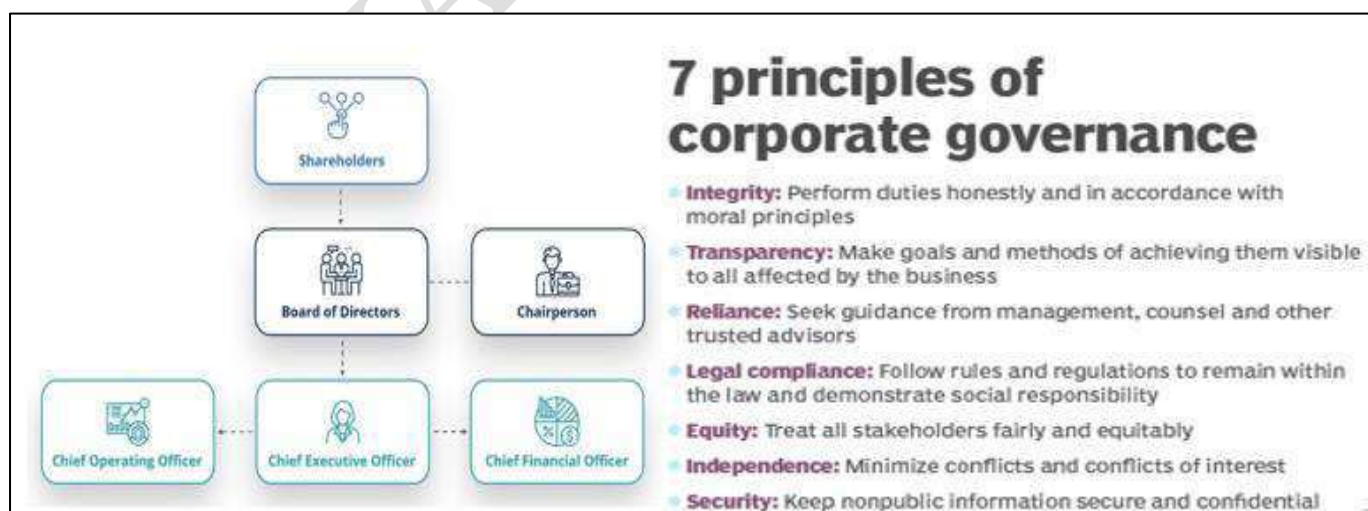 Shareholders
Board of Directors
Chairperson
Chief Operating Officer
Chief Executive Officer
Chief Financial Officer
7 principles of
corporate governance
Integrity: Perform duties honestly and in accordance with
moral principles
Transparency: Make goals and methods of achieving them visible
to all affected by the business
Reliance: Seek guidance from management, counsel and other
trusted advisors
Legal compliance: Follow rules and regulations to remain within
the law and demonstrate social responsibility
Equity: Treat all stakeholders fairly and equitably
Independence: Minimize conflicts and conflicts of interest
Security: Keep nonpublic information secure and confidential